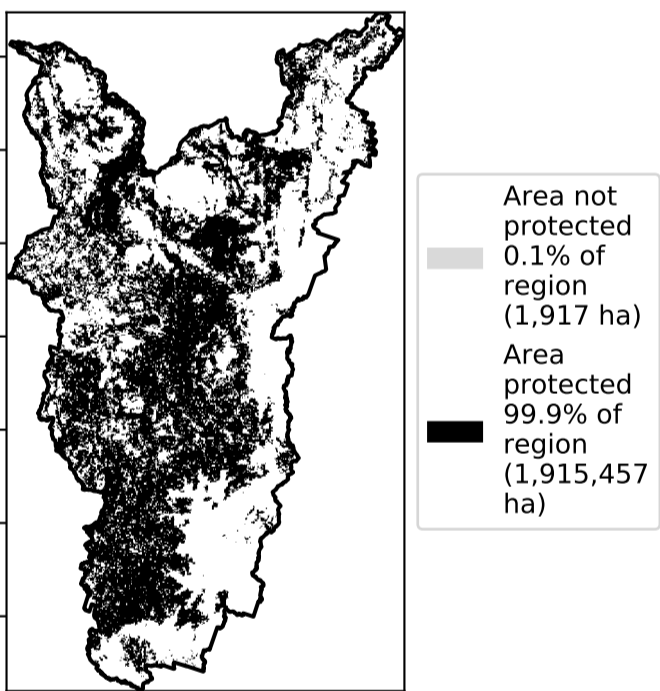 Area not
protected
0.1% of
region
(1,917 ha)
Area
protected
99.9% of
region
(1,915,457
ha)